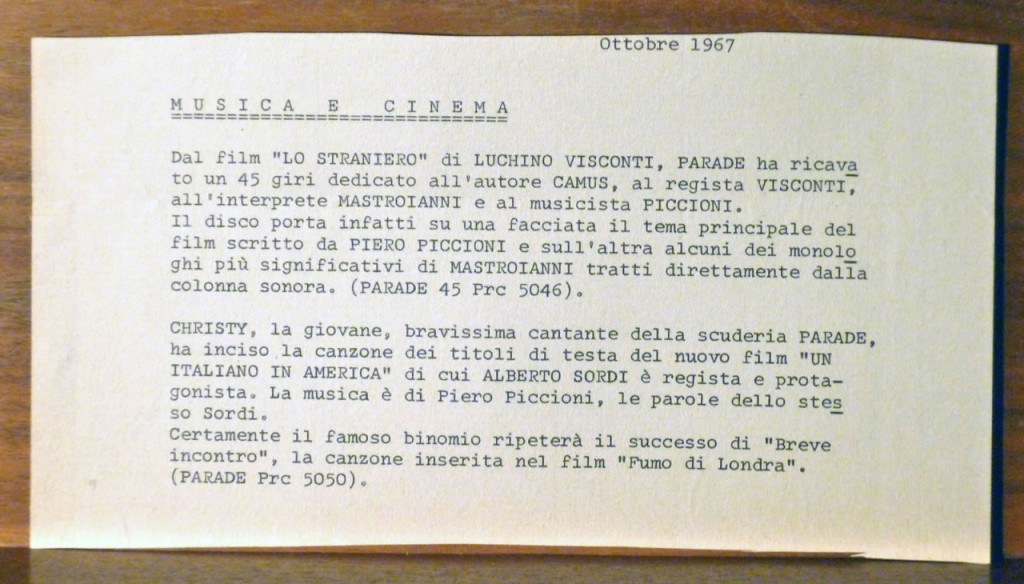 Ottobre 1967
M U S I C A   E   C I N E M A
Dal film "LO STRANIERO" di LUCHINO VISCONTI, PARADE ha ricava
to un 45 giri dedicato all'autore CAMUS, al regista VISCONTI,
all'interprete MASTROIANNI e al musicista PICCIONI.
Il disco porta infatti su una facciata il tema principale del
film scritto da PIERO PICCIONI e sull'altra alcuni dei monolo
ghi più significativi di MASTROIANNI tratti direttamente dalla
colonna sonora. (PARADE 45 Prc 5046).
CHRISTY, la giovane, bravissima cantante della scuderia PARADE,
ha inciso la canzone dei titoli di testa del nuovo film "UN
ITALIANO IN AMERICA" di cui ALBERTO SORDI è regista e prota-
gonista. La musica è di Piero Piccioni, le parole dello stes
so Sordi.
Certamente il famoso binomio ripeterà il successo di "Breve
incontro", la canzone inserita nel film "Fumo di Londra".
(PARADE Prc 5050).